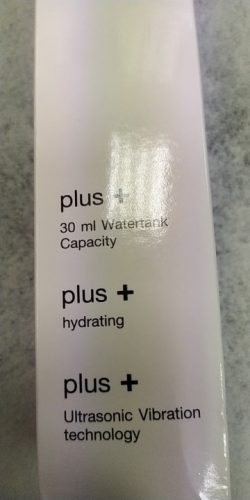 plus +
30 ml Watertank
Capacity
plus +
hydrating
plus +
Ultrasonic Vibration
technology